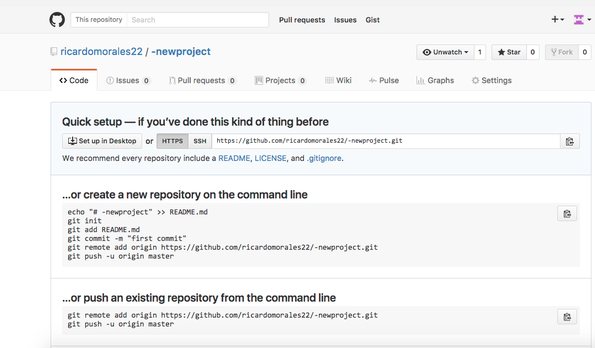 This repository Search Pull requests Issues Gist
ricardomorales22 / -newproject Unwatch 1 Star 0 Fork 0
Code Issues 0 Pull requests 0 Projects 0 Wiki Pulse Graphs Settings
Quick setup — if you've done this kind of thing before
Set up in Desktop or HTTPS SSH https://github.com/ricardomorales22/-newproject.git
We recommend every repository include a README, LICENSE, and .gitignore.
...or create a new repository on the command line
echo "# -newproject" >> README.md
git init
git add README.md
git commit -m "first commit"
git remote add origin https://github.com/ricardomorales22/-newproject.git
git push -u origin master
...or push an existing repository from the command line
git remote add origin https://github.com/ricardomorales22/-newproject.git
git push -u origin master